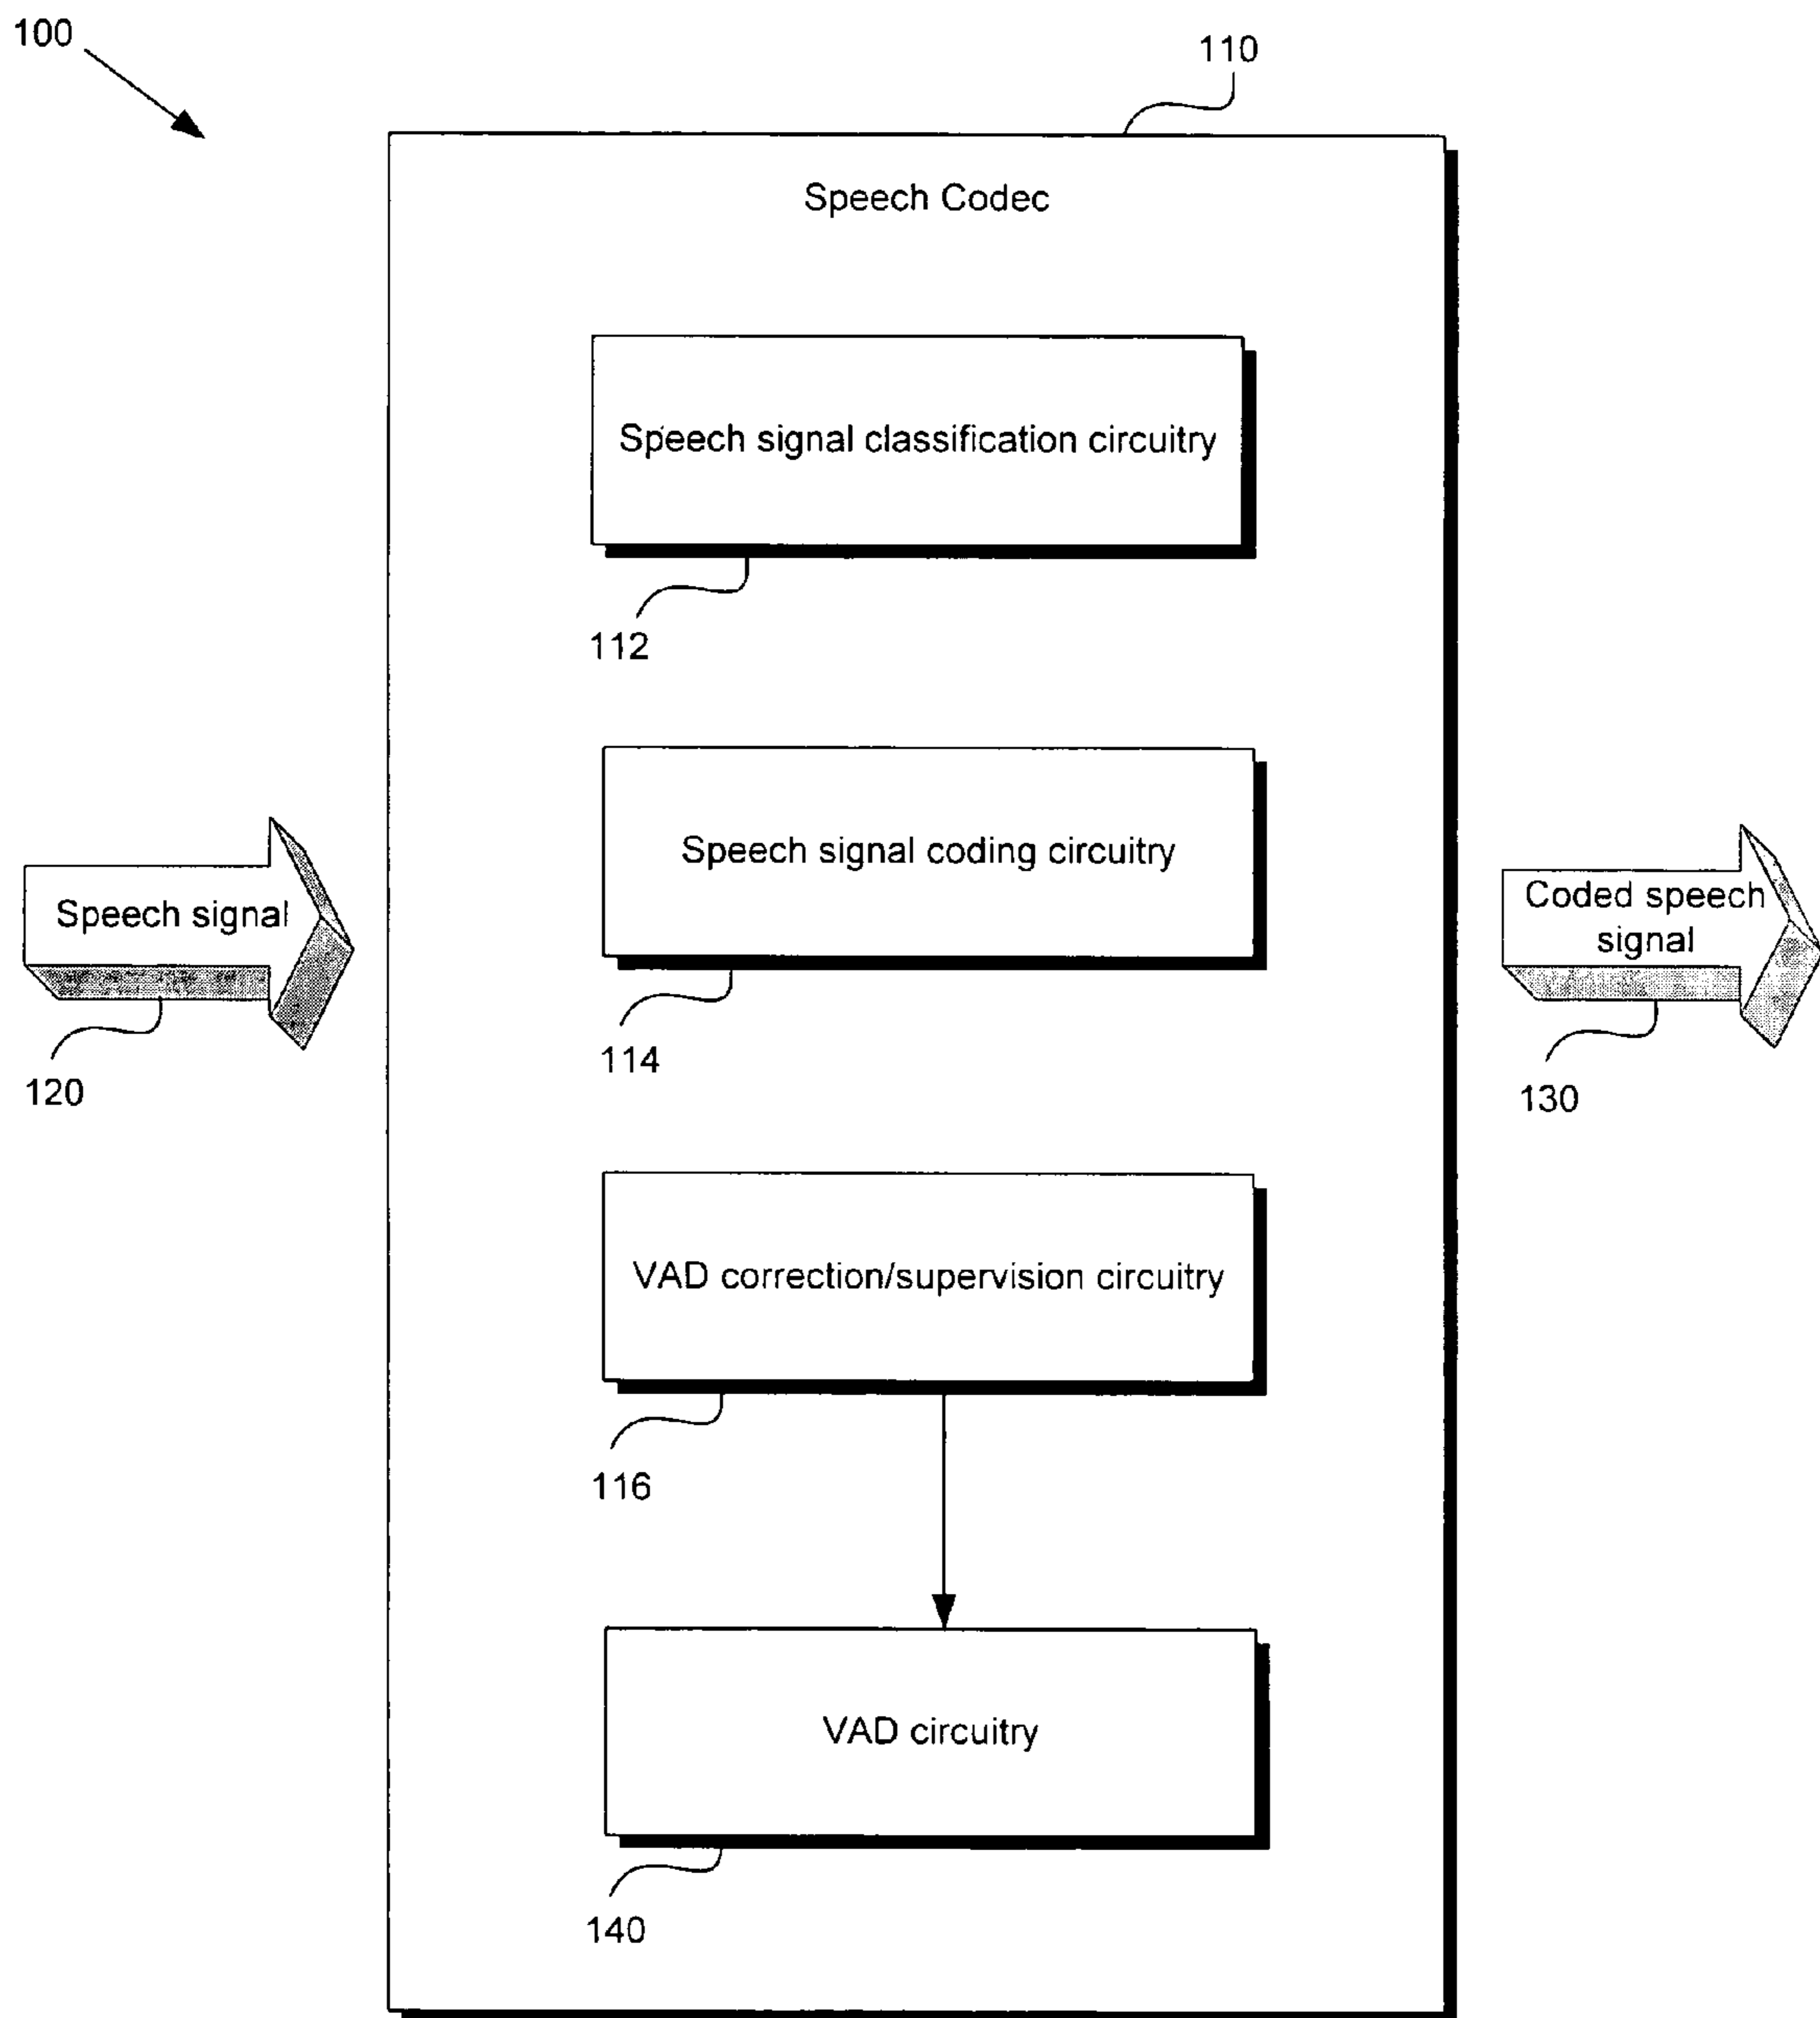 100
110
Speech Codec
Speech signal classification circuitry
112
Speech signal coding circuitry
Speech signal
Coded speech
signal
114
120
130
VAD correction/supervision circuitry
116
VAD circuitry
140